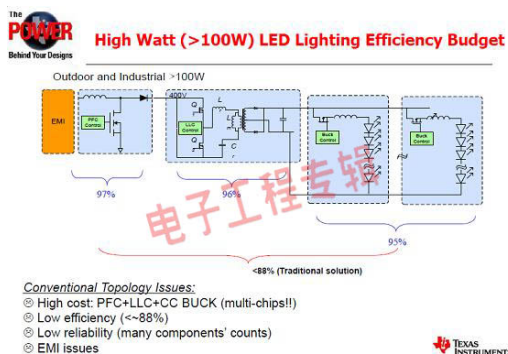 The
POWER
Behind Your Designs
High Watt (>100W) LED Lighting Efficiency Budget
Outdoor and Industrial >100W
EMI
PFC
Control
400V
Q
r
LLC
Control
Q
r
L
r
L
C
r
Buck
Control
Buck
Control
97%
96%
95%
电子工程专辑
<88% (Traditional solution)
Conventional Topology Issues:
☹ High cost: PFC+LLC+CC BUCK (multi-chips!!)
☹ Low efficiency (<~88%)
☹ Low reliability (many components' counts)
☹ EMI issues
TEXAS
INSTRUMENTS